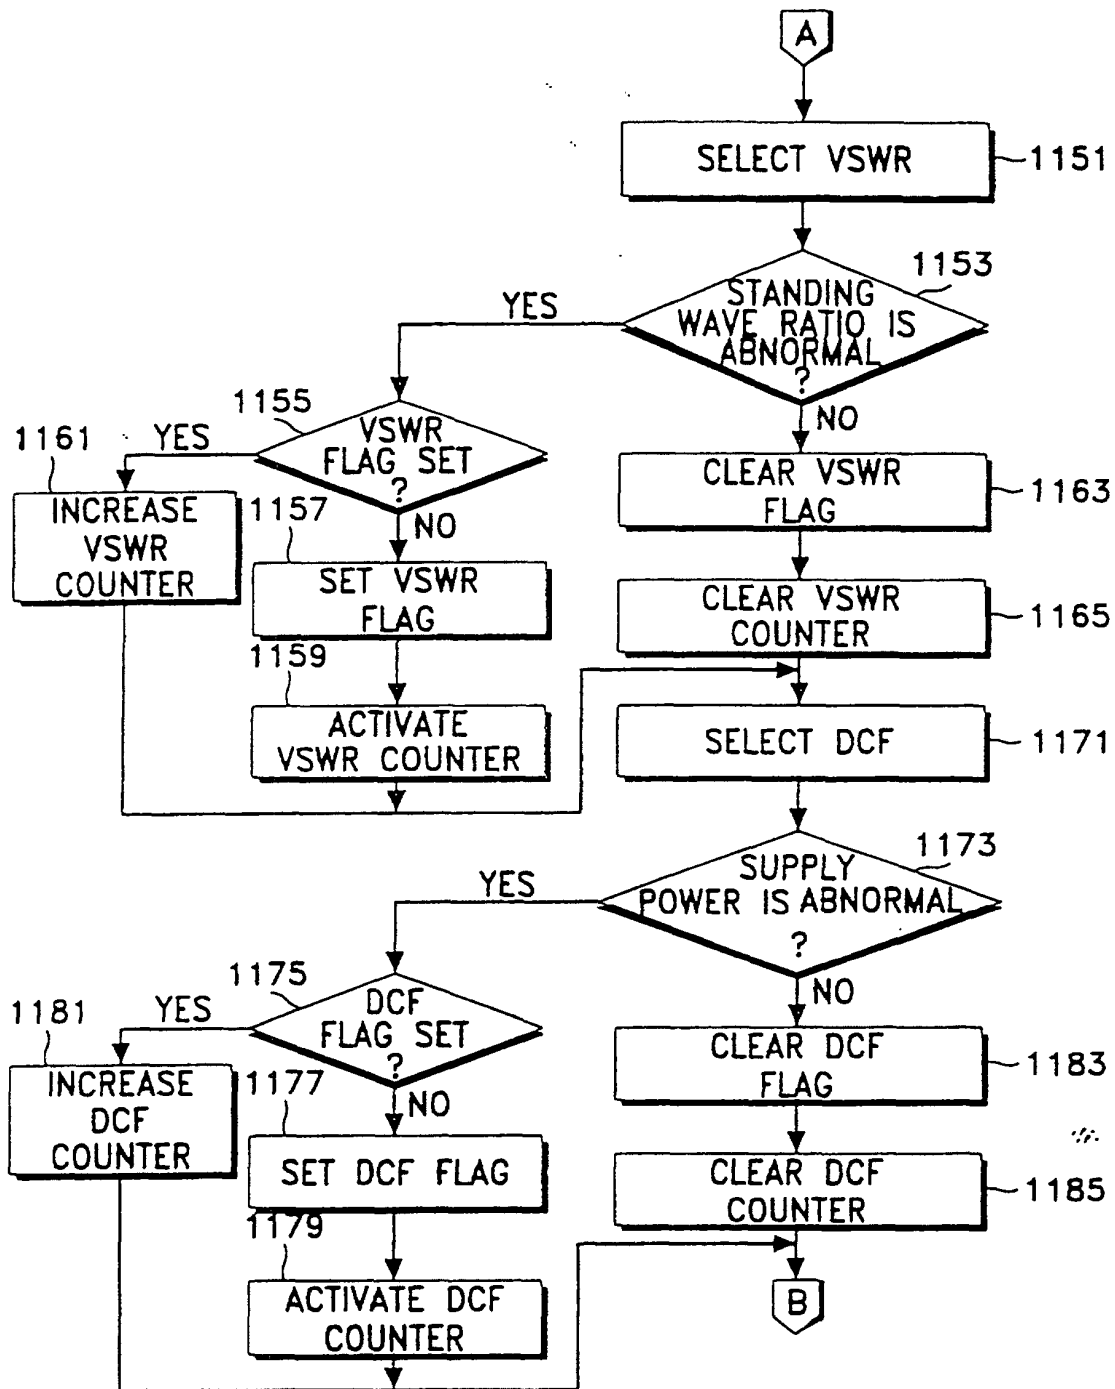 A
SELECT VSWR
1151
1153
STANDING
WAVE RATIO IS
ABNORMAL
?
YES
NO
1155
VSWR
FLAG SET
?
YES
NO
1161
INCREASE
VSWR
COUNTER
1157
SET VSWR
FLAG
1159
ACTIVATE
VSWR COUNTER
CLEAR VSWR
FLAG
1163
CLEAR VSWR
COUNTER
1165
SELECT DCF
1171
1173
SUPPLY
POWER IS ABNORMAL
?
YES
NO
1175
DCF
FLAG SET
?
YES
NO
1181
INCREASE
DCF
COUNTER
1177
SET DCF FLAG
1179
ACTIVATE DCF
COUNTER
CLEAR DCF
FLAG
1183
CLEAR DCF
COUNTER
1185
B